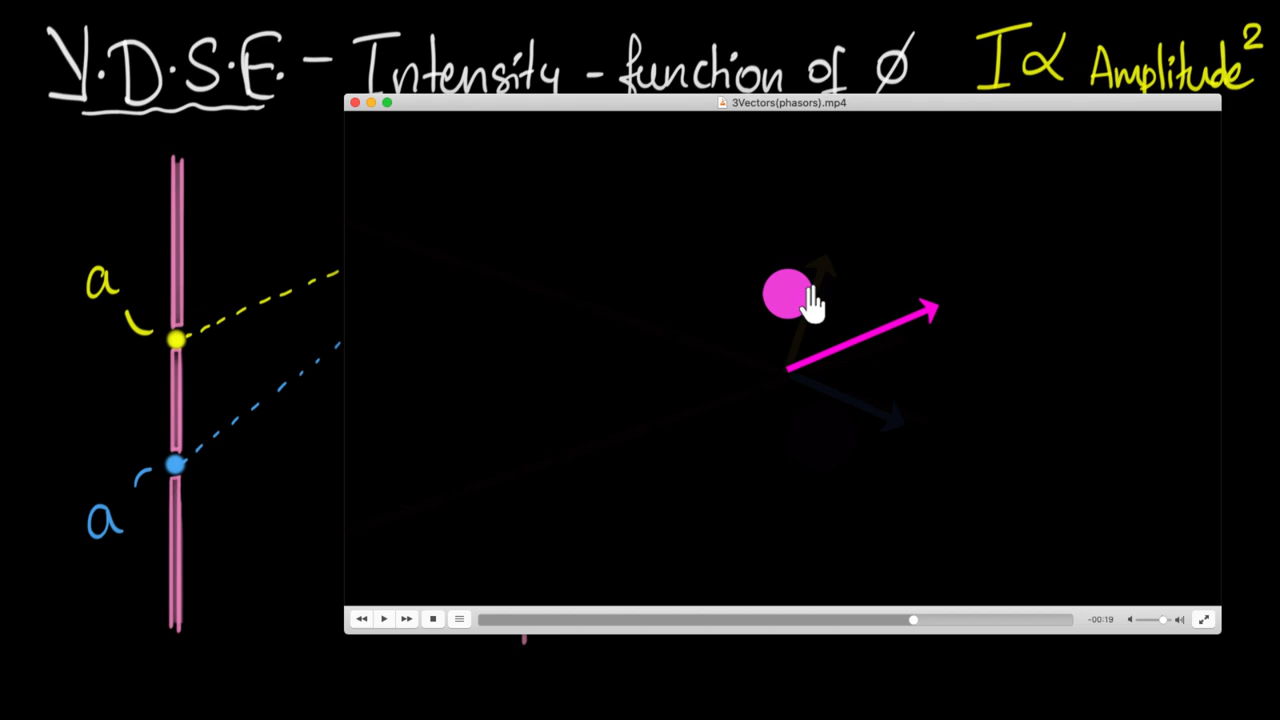 Y.D.S.E. - Intensity - function of ϕ I ∝ Amplitude²
3Vectors(phasors).mp4
a
a
-00:19